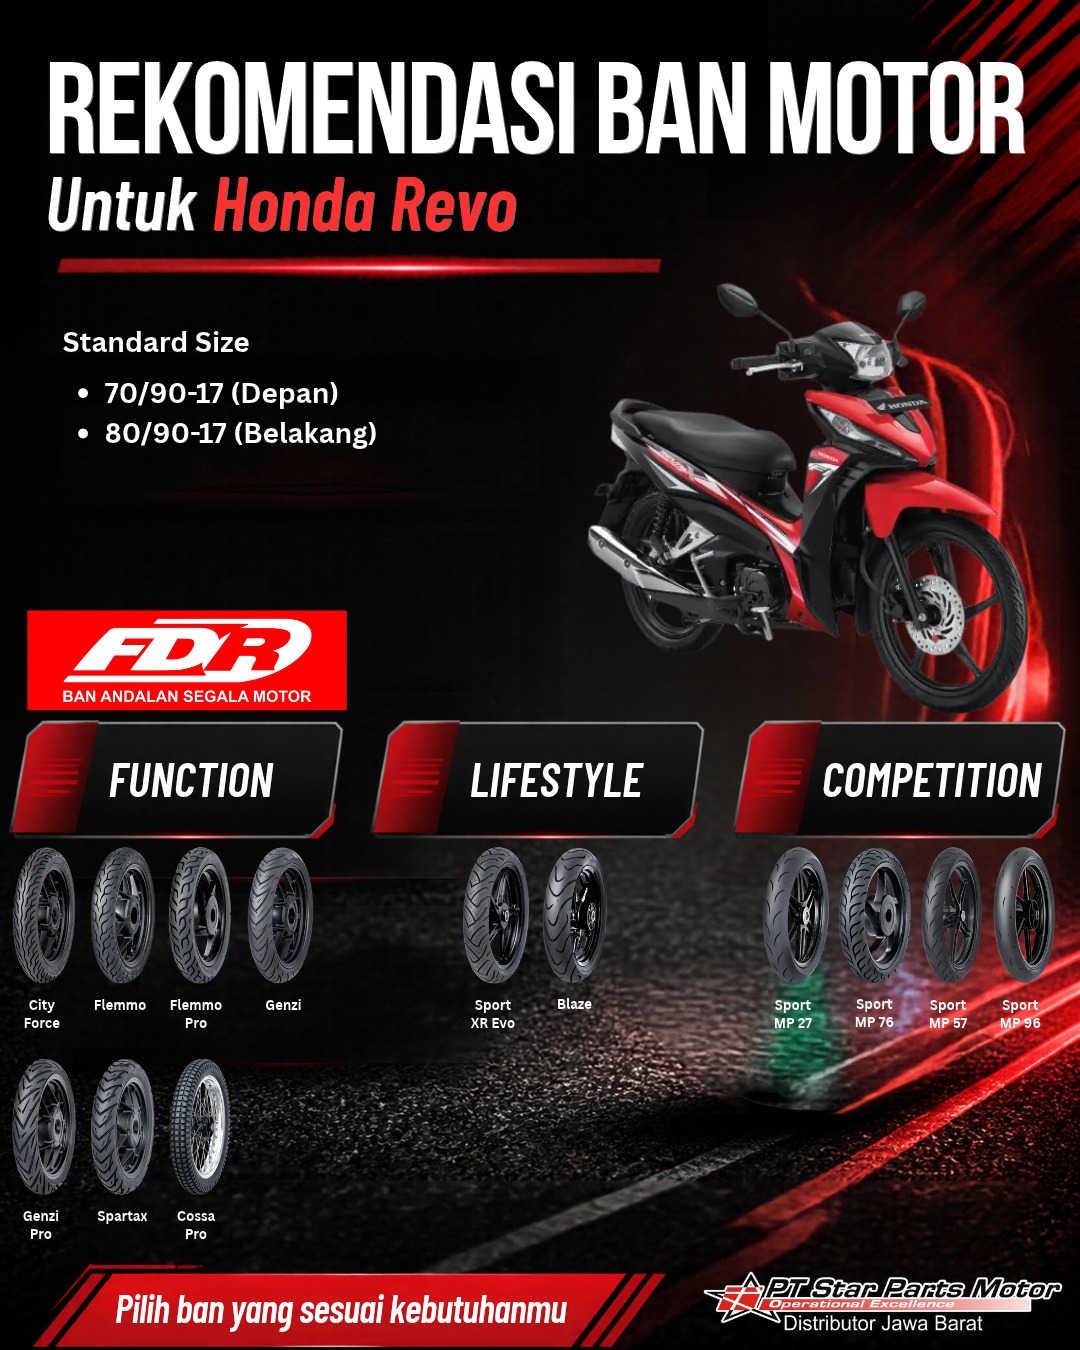 REKOMENDASI BAN MOTOR
Untuk Honda Revo
Standard Size
• 70/90-17 (Depan)
• 80/90-17 (Belakang)
HONDA
FDR
BAN ANDALAN SEGALA MOTOR
FUNCTION
LIFESTYLE
COMPETITION
City
Force
Flemmo
Flemmo
Pro
Genzi
Sport
XR Evo
Blaze
Sport
MP 27
Sport
MP 76
Sport
MP 57
Sport
MP 96
Genzi
Pro
Spartax
Cossa
Pro
Pilih ban yang sesuai kebutuhanmu
PT Star Parts Motor
Operational Excellence
Distributor Jawa Barat